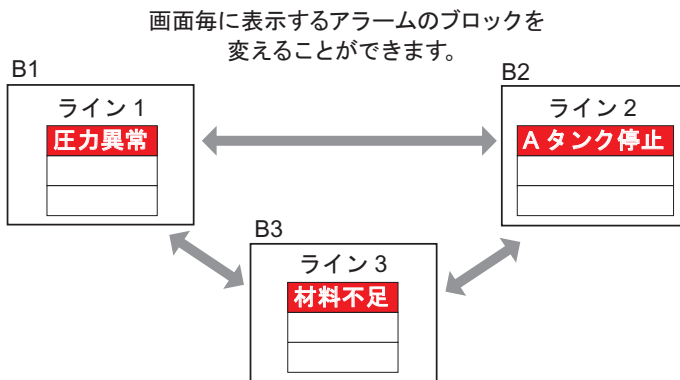 画面毎に表示するアラームのブロックを
変えることができます。
B1
ライン 1
圧力異常
B2
ライン 2
A タンク停止
B3
ライン 3
材料不足